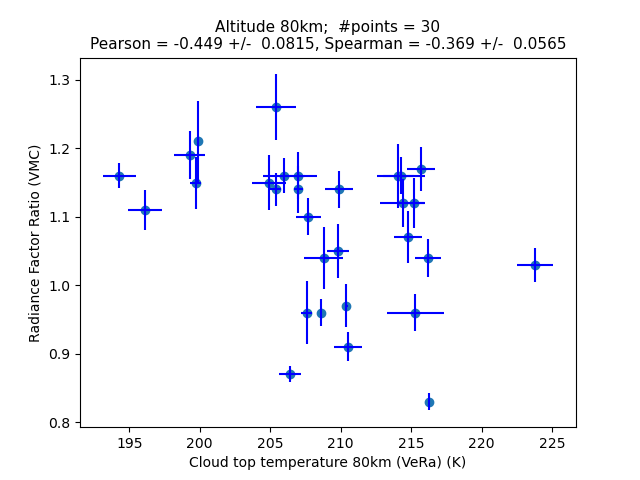 Altitude 80km;  #points = 30
Pearson = -0.449 +/-  0.0815, Spearman = -0.369 +/-  0.0565
1.3
1.2
1.1
1.0
0.9
0.8
Radiance Factor Ratio (VMC)
195 200 205 210 215 220 225
Cloud top temperature 80km (VeRa) (K)